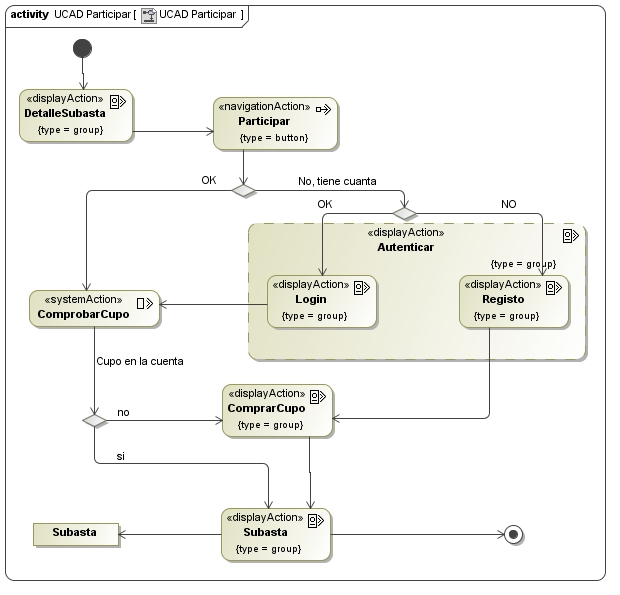 activity UCAD Participar [ UCAD Participar ]
«displayAction»
DetalleSubasta
{type = group}
«navigationAction»
Participar
{type = button}
OK
No, tiene cuanta
OK
NO
«displayAction»
Autenticar
{type = group}
«displayAction»
Login
{type = group}
«displayAction»
Registo
{type = group}
«systemAction»
ComprobarCupo
Cupo en la cuenta
no
si
«displayAction»
ComprarCupo
{type = group}
«displayAction»
Subasta
{type = group}
Subasta